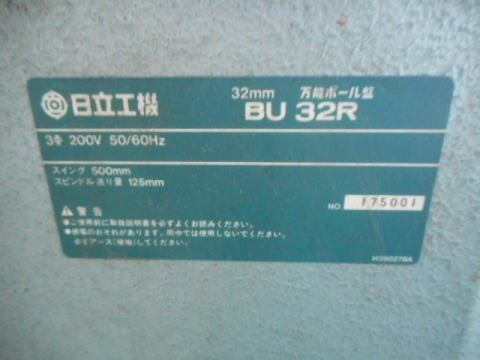 日立工機
32mm 万能ボール盤
BU 32R
3Φ 200V 50/60Hz
スイング 500mm
スピンドル送り量 125mm
NO. 175001
警告
●ご使用前に取扱説明書を必ずよくお読みください。
●感電のおそれがあります。雨中では使用しないでください。
必ずアース(接地)してください。
H390278A